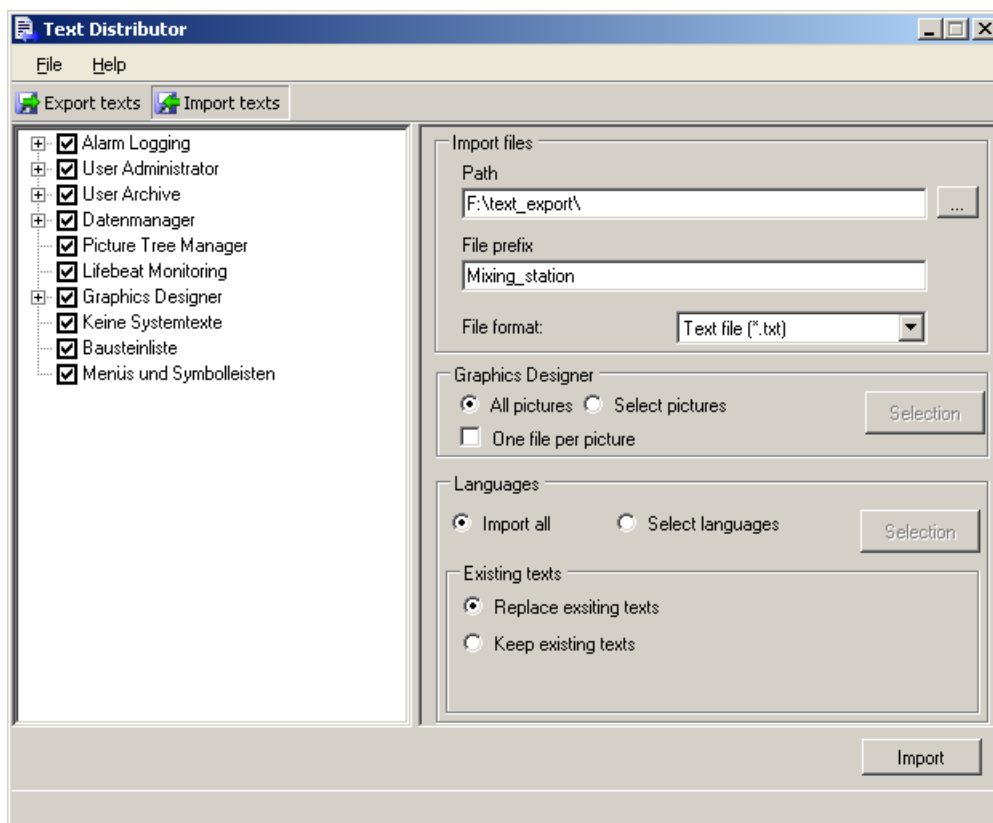 Text Distributor
File Help
Export texts Import texts
Alarm Logging
User Administrator
User Archive
Datenmanager
Picture Tree Manager
Lifebeat Monitoring
Graphics Designer
Keine Systemtexte
Bausteinliste
Menüs und Symbolleisten
Import files
Path
F:\text_export\
...
File prefix
Mixing_station
File format: Text file (*.txt)
Graphics Designer
All pictures Select pictures
Selection
One file per picture
Languages
Import all Select languages
Selection
Existing texts
Replace exsiting texts
Keep existing texts
Import